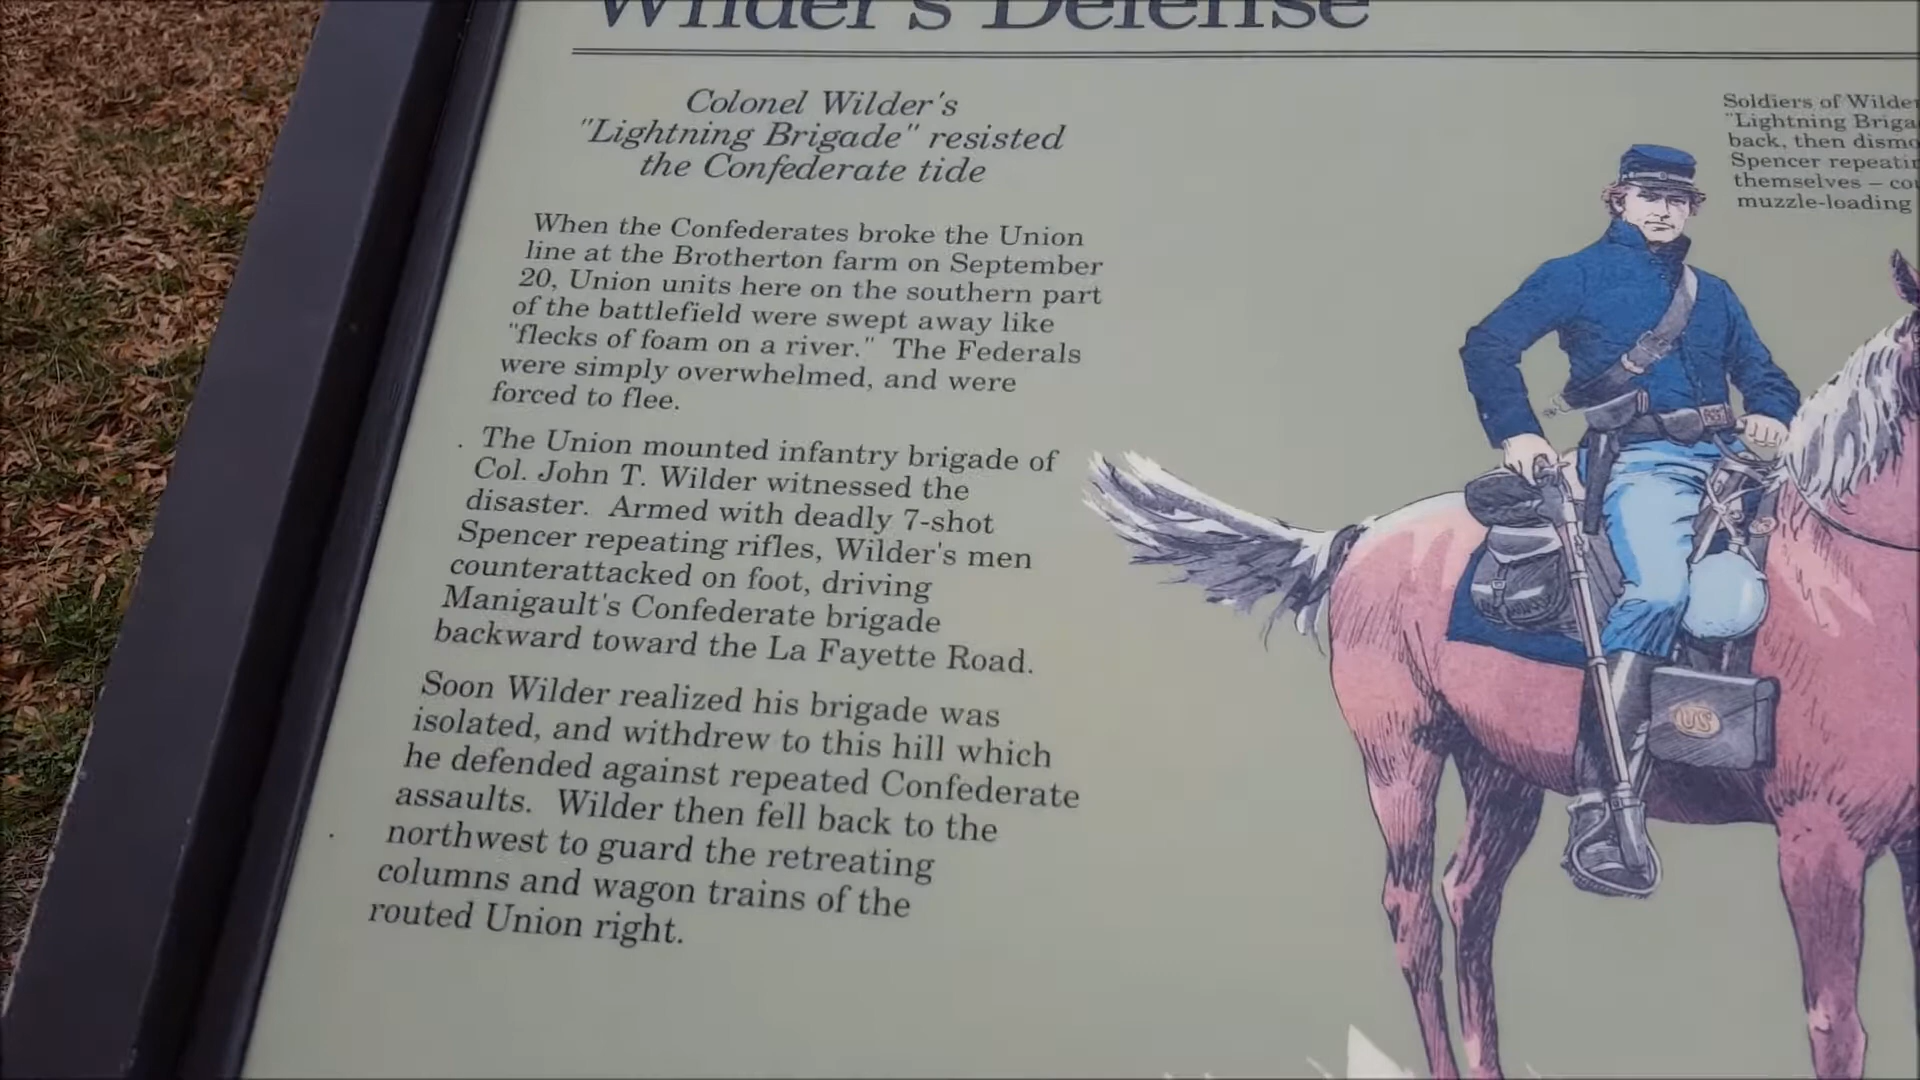 Wilder's Defense
Colonel Wilder's
"Lightning Brigade" resisted
the Confederate tide
When the Confederates broke the Union
line at the Brotherton farm on September
20, Union units here on the southern part
of the battlefield were swept away like
"flecks of foam on a river." The Federals
were simply overwhelmed, and were
forced to flee.
The Union mounted infantry brigade of
Col. John T. Wilder witnessed the
disaster. Armed with deadly 7-shot
Spencer repeating rifles, Wilder's men
counterattacked on foot, driving
Manigault's Confederate brigade
backward toward the La Fayette Road.
Soon Wilder realized his brigade was
isolated, and withdrew to this hill which
he defended against repeated Confederate
assaults. Wilder then fell back to the
northwest to guard the retreating
columns and wagon trains of the
routed Union right.
Soldiers of Wilde
"Lightning Briga
back, then dismo
Spencer repeatin
themselves – co
muzzle-loading
US